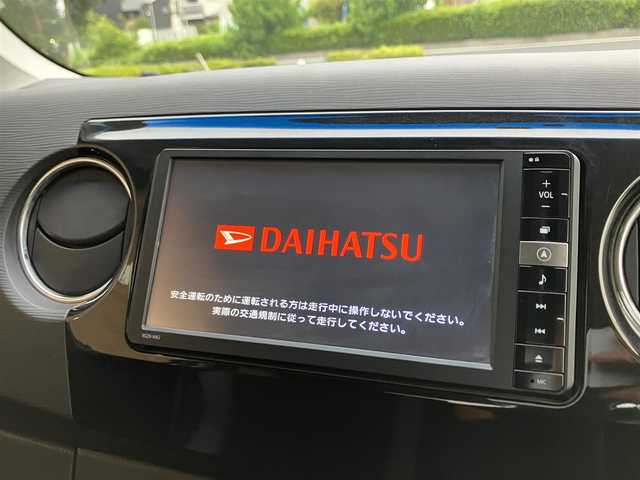 DAIHATSU
安全運転のために運転される方は走行中に操作しないでください。
実際の交通規制に従って走行してください。
+
VOL
−
MIC